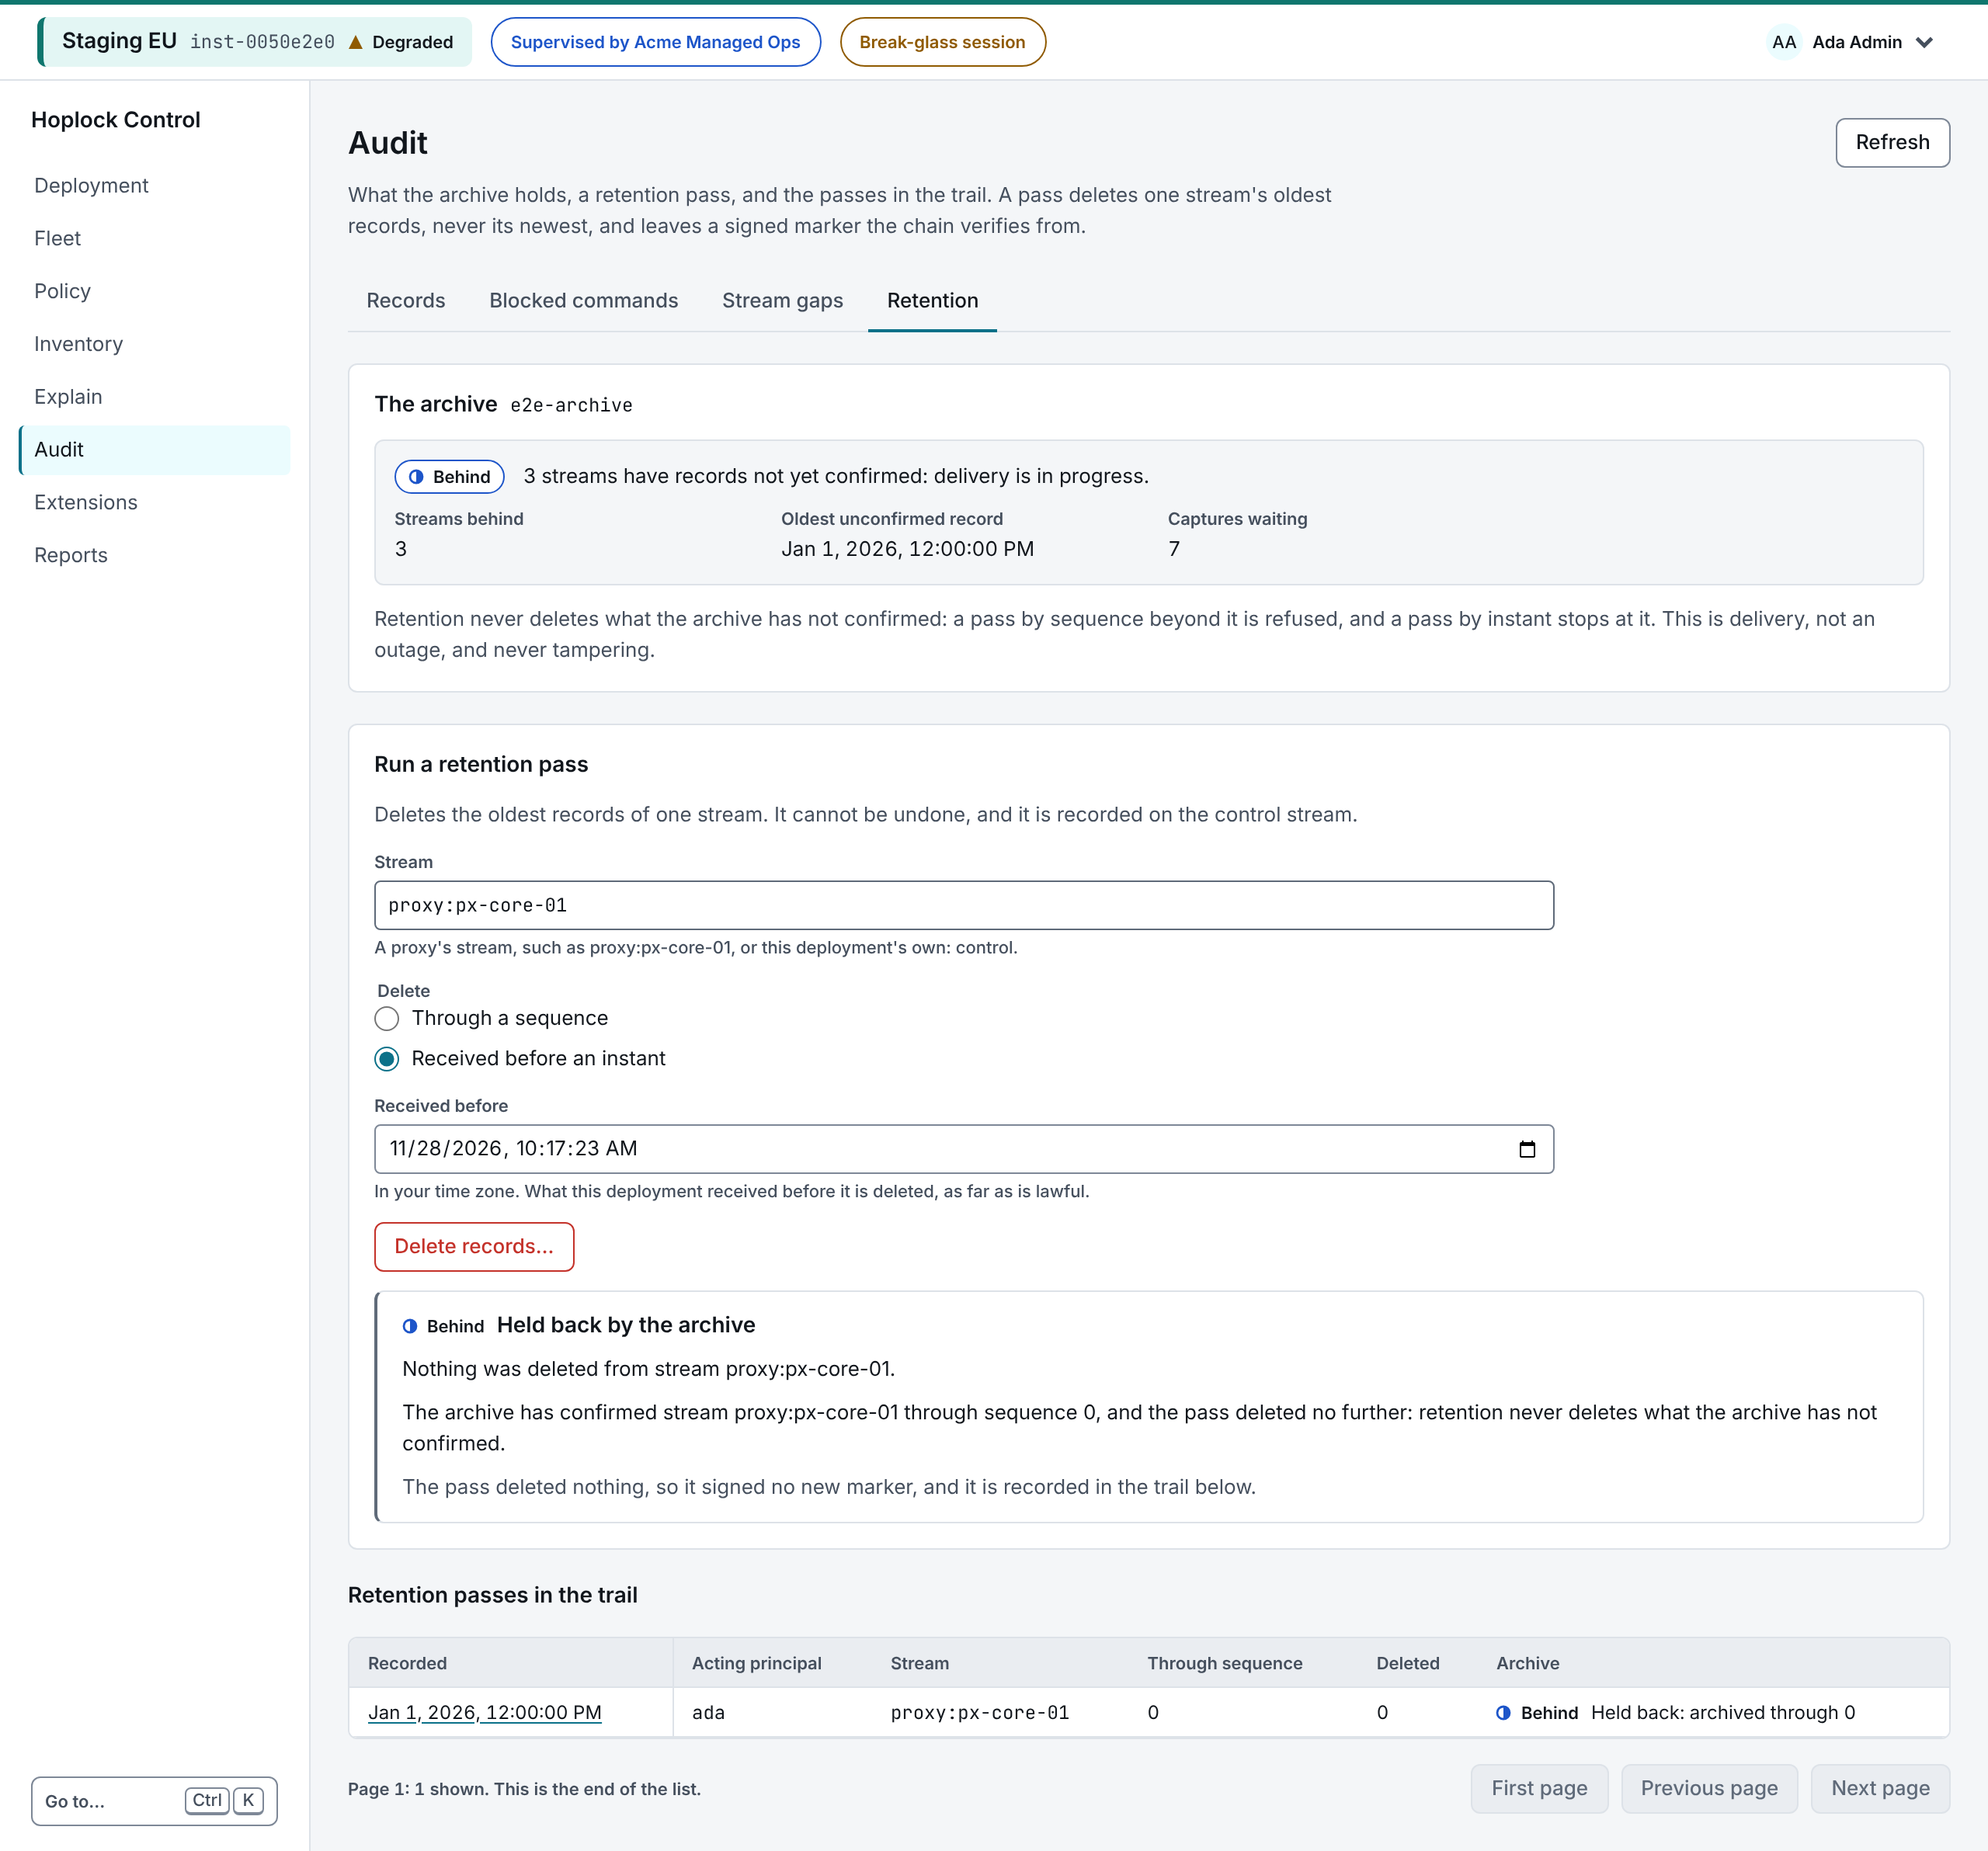 Staging EU inst-0050e2e0 Degraded
Supervised by Acme Managed Ops
Break-glass session
AA Ada Admin
Hoplock Control
Deployment
Fleet
Policy
Inventory
Explain
Audit
Extensions
Reports
Go to...
Ctrl K
Audit
Refresh
What the archive holds, a retention pass, and the passes in the trail. A pass deletes one stream's oldest
records, never its newest, and leaves a signed marker the chain verifies from.
Records Blocked commands Stream gaps Retention
The archive e2e-archive
Behind 3 streams have records not yet confirmed: delivery is in progress.
Streams behind Oldest unconfirmed record Captures waiting
3 Jan 1, 2026, 12:00:00 PM 7
Retention never deletes what the archive has not confirmed: a pass by sequence beyond it is refused, and a pass by instant stops at it. This is delivery, not an
outage, and never tampering.
Run a retention pass
Deletes the oldest records of one stream. It cannot be undone, and it is recorded on the control stream.
Stream
proxy:px-core-01
A proxy's stream, such as proxy:px-core-01, or this deployment's own: control.
Delete
Through a sequence
Received before an instant
Received before
11/28/2026, 10:17:23 AM
In your time zone. What this deployment received before it is deleted, as far as is lawful.
Delete records...
Behind Held back by the archive
Nothing was deleted from stream proxy:px-core-01.
The archive has confirmed stream proxy:px-core-01 through sequence 0, and the pass deleted no further: retention never deletes what the archive has not
confirmed.
The pass deleted nothing, so it signed no new marker, and it is recorded in the trail below.
Retention passes in the trail
Recorded Acting principal Stream Through sequence Deleted Archive
Jan 1, 2026, 12:00:00 PM ada proxy:px-core-01 0 0 Behind Held back: archived through 0
Page 1: 1 shown. This is the end of the list.
First page Previous page Next page